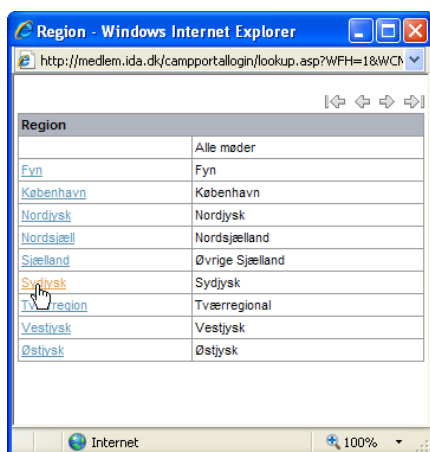 Region - Windows Internet Explorer
http://medlem.ida.dk/campportallogin/lookup.asp?WFH=1&WCN
Region
Alle møder
Fyn Fyn
København København
Nordjysk Nordjysk
Nordsjæll Nordsjælland
Sjælland Øvrige Sjælland
Sydjysk Sydjysk
Tværregion Tværregional
Vestjysk Vestjysk
Østjysk Østjysk
Internet 100%